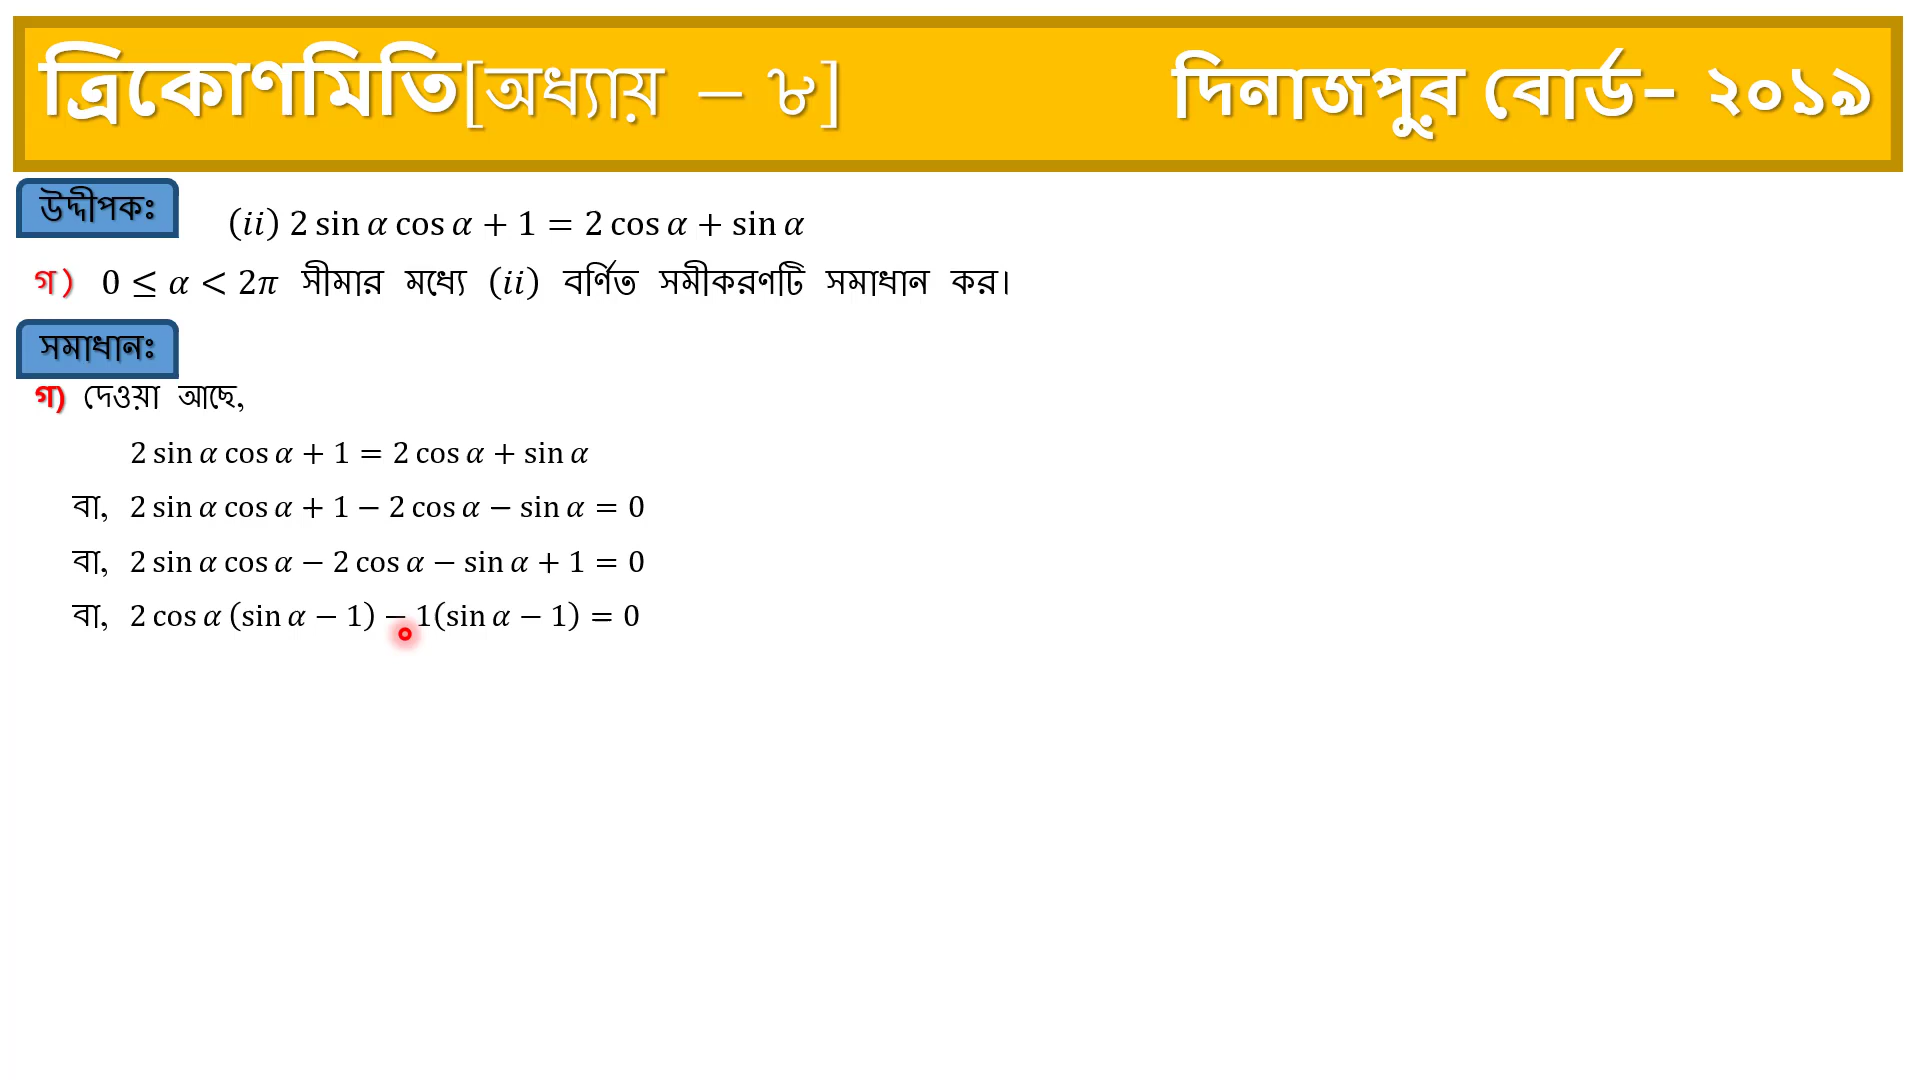 ত্রিকোণমিতি[অধ্যায় – ৮] দিনাজপুর বোর্ড- ২০১৯
উদ্দীপকঃ
(ii) 2 sin α cos α + 1 = 2 cos α + sin α
গ) 0 ≤ α < 2π সীমার মধ্যে (ii) বর্ণিত সমীকরণটি সমাধান কর।
সমাধানঃ
গ) দেওয়া আছে,
2 sin α cos α + 1 = 2 cos α + sin α
বা, 2 sin α cos α + 1 − 2 cos α − sin α = 0
বা, 2 sin α cos α − 2 cos α − sin α + 1 = 0
বা, 2 cos α (sin α − 1) − 1(sin α − 1) = 0